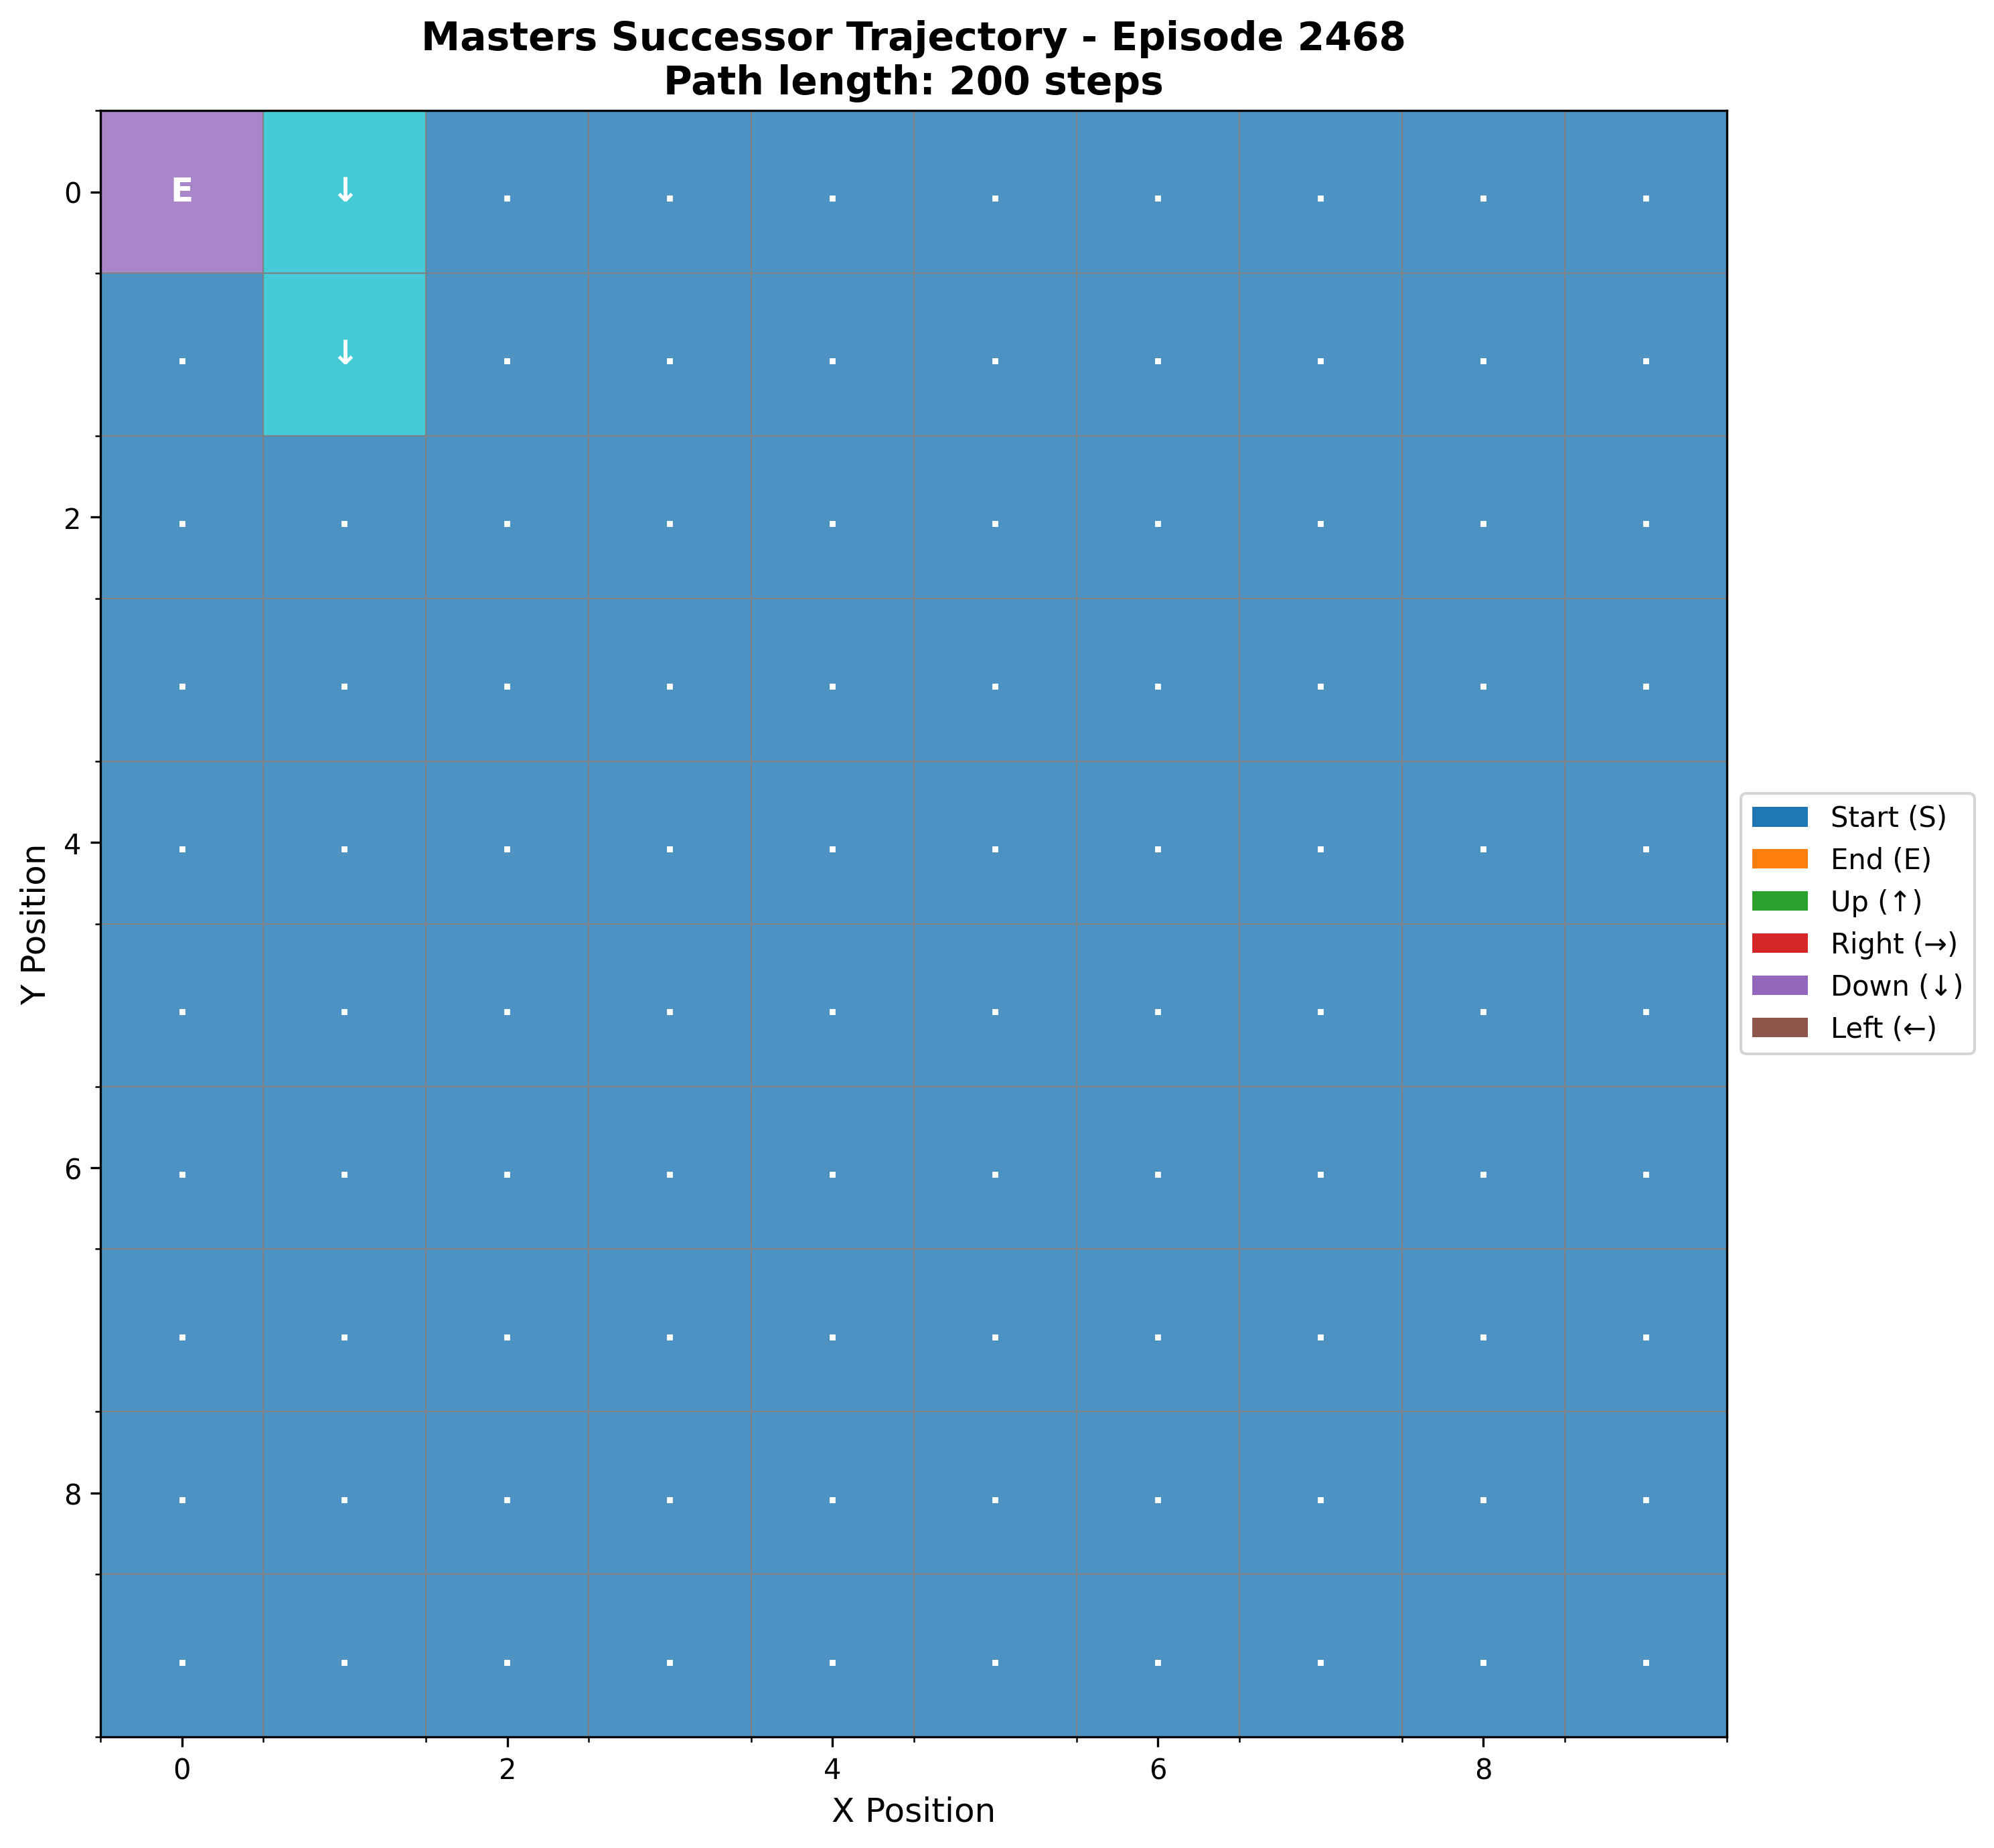 Masters Successor Trajectory - Episode 2468
Path length: 200 steps
E ↓ . . . . . . . .
. ↓ . . . . . . . .
. . . . . . . . . .
. . . . . . . . . .
. . . . . . . . . .
. . . . . . . . . .
. . . . . . . . . .
. . . . . . . . . .
. . . . . . . . . .
. . . . . . . . . .
0
2
4
6
8
Y Position
0 2 4 6 8
X Position
Start (S)
End (E)
Up (↑)
Right (→)
Down (↓)
Left (←)